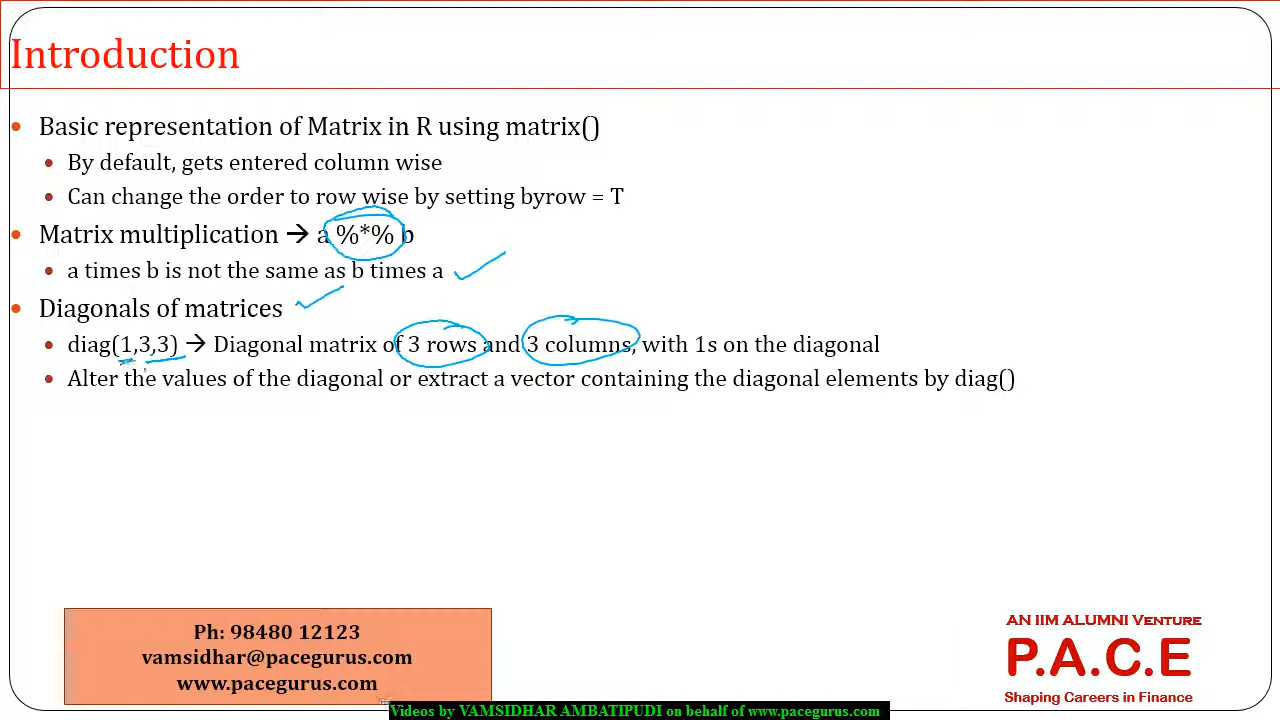 Introduction
• Basic representation of Matrix in R using matrix()
• By default, gets entered column wise
• Can change the order to row wise by setting byrow = T
• Matrix multiplication → a %*% b
• a times b is not the same as b times a
• Diagonals of matrices
• diag(1,3,3) → Diagonal matrix of 3 rows and 3 columns, with 1s on the diagonal
• Alter the values of the diagonal or extract a vector containing the diagonal elements by diag()
Ph: 98480 12123
vamsidhar@pacegurus.com
www.pacegurus.com
AN IIM ALUMNI VENTURE
P.A.C.E
Shaping Careers in Finance
Videos by VAMSIDHAR AMBATIPUDI on behalf of www.pacegurus.com